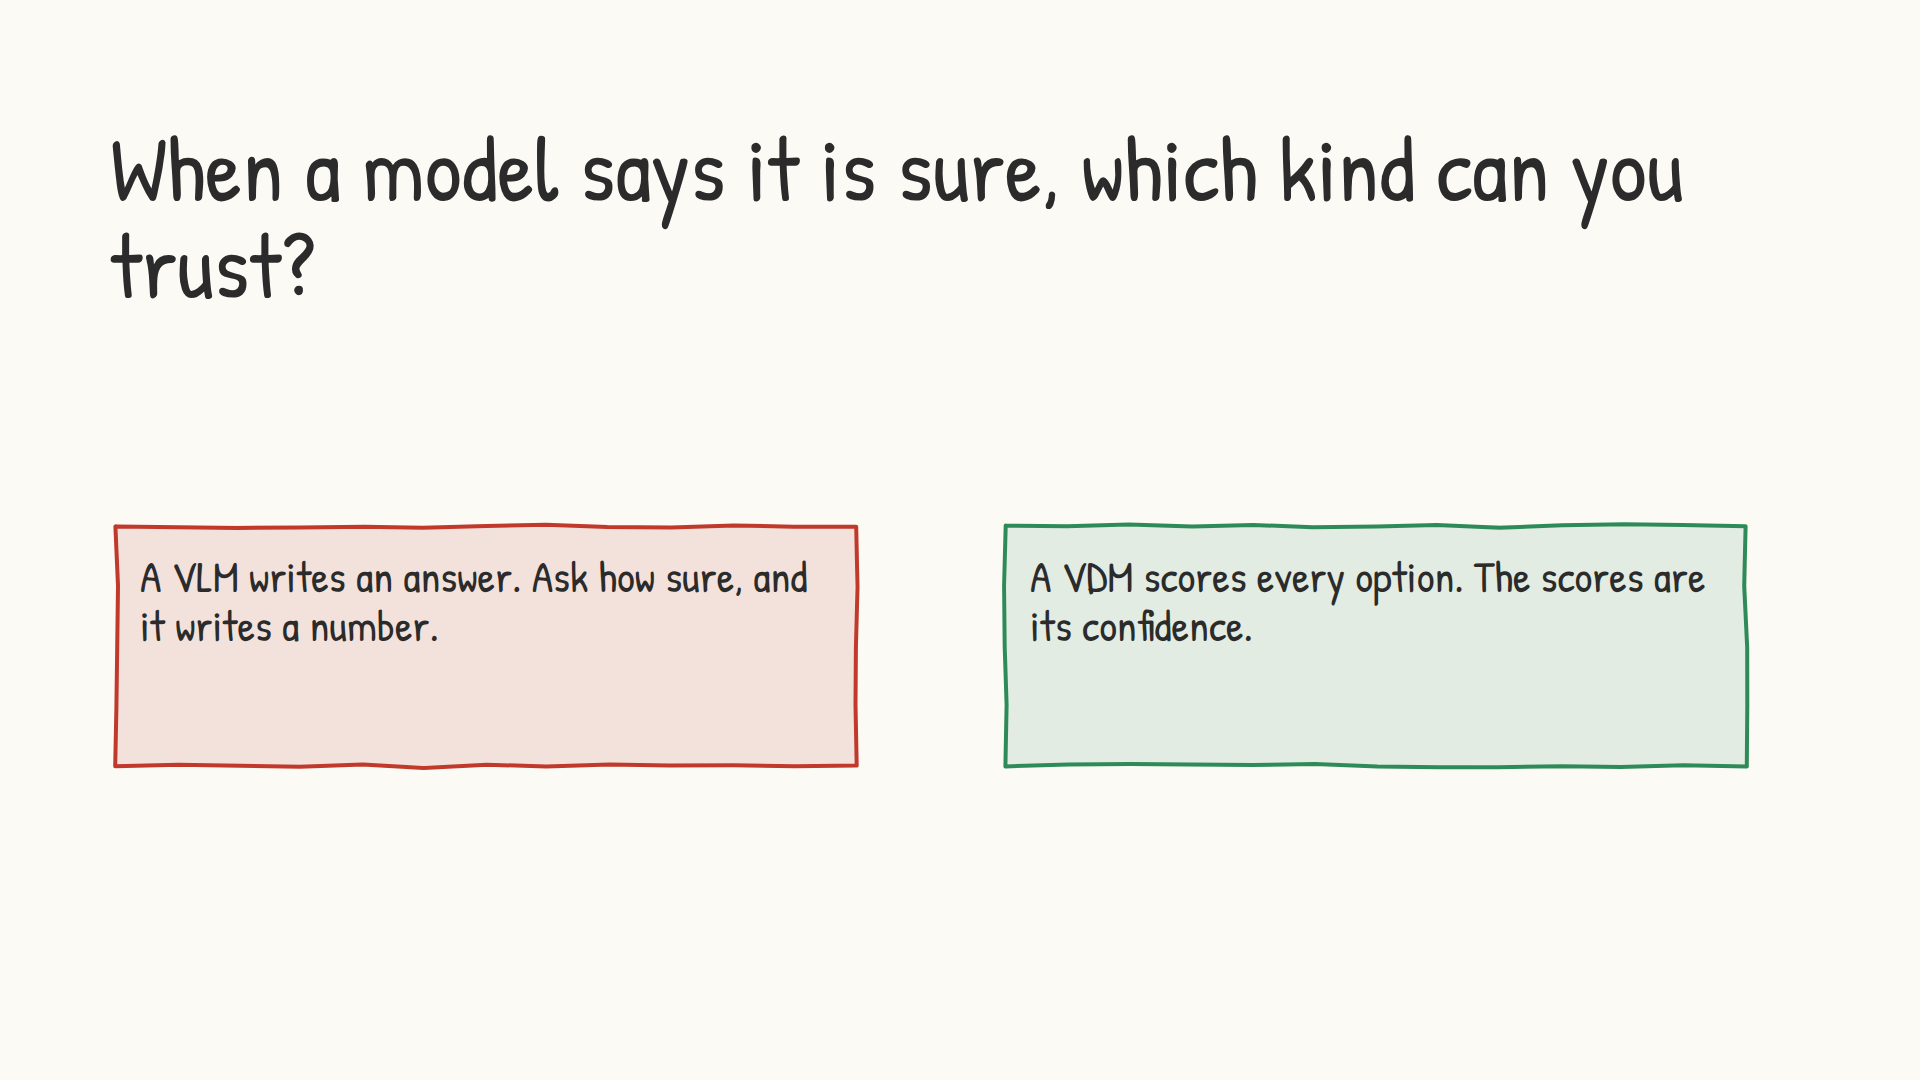 When a model says it is sure, which kind can you
trust?
A VLM writes an answer. Ask how sure, and
it writes a number.
A VDM scores every option. The scores are
its confidence.